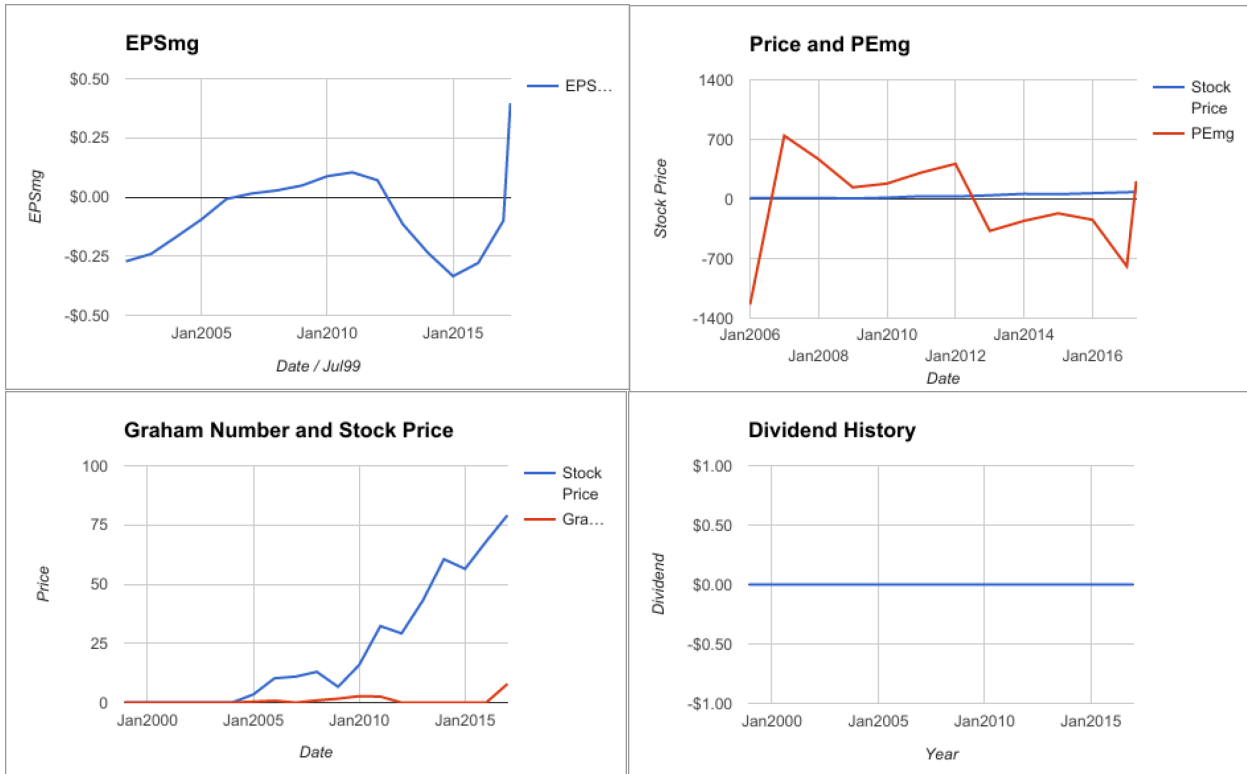 EPSmg
$0.50
$0.25
$0.00
-$0.25
-$0.50
EPSmg
Jan2005
Jan2010
Jan2015
Date / Jul99
EPS…
Price and PEmg
1400
700
0
-700
-1400
Stock Price
Jan2006
Jan2008
Jan2010
Jan2012
Jan2014
Jan2016
Date
Stock
Price
PEmg
Graham Number and Stock Price
100
75
50
25
0
Price
Jan2000
Jan2005
Jan2010
Jan2015
Date
Stock
Price
Gra…
Dividend History
$1.00
$0.50
$0.00
-$0.50
-$1.00
Dividend
Jan2000
Jan2005
Jan2010
Jan2015
Year